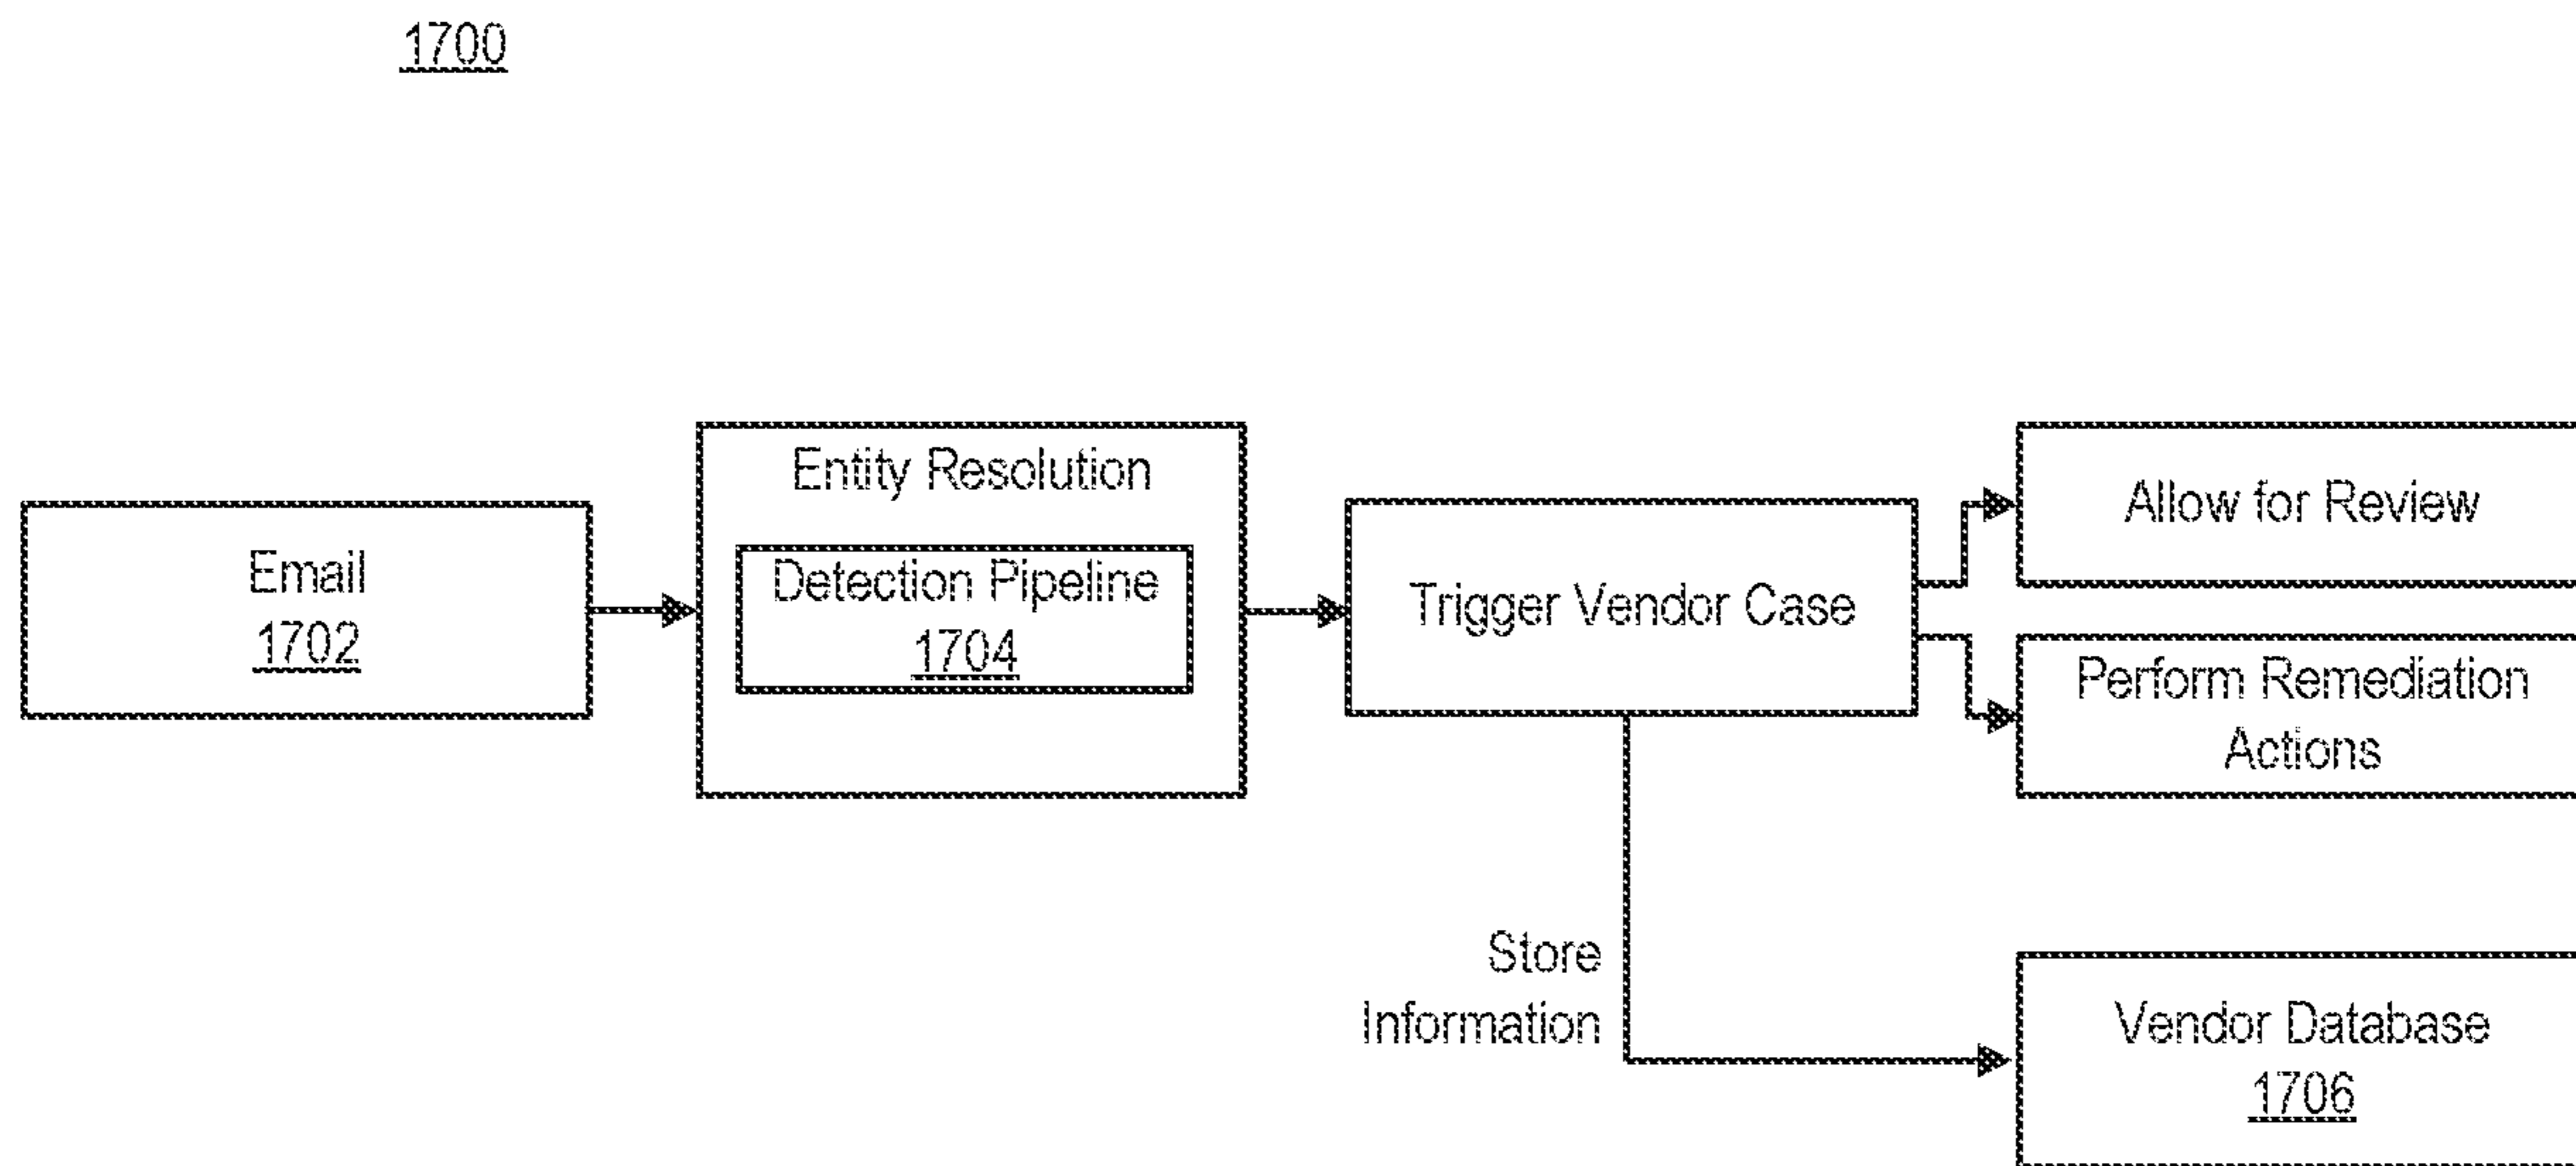 1700
Email
1702
Entity Resolution
Detection Pipeline
1704
Trigger Vendor Case
Allow for Review
Perform Remediation
Actions
Store
Information
Vendor Database
1706